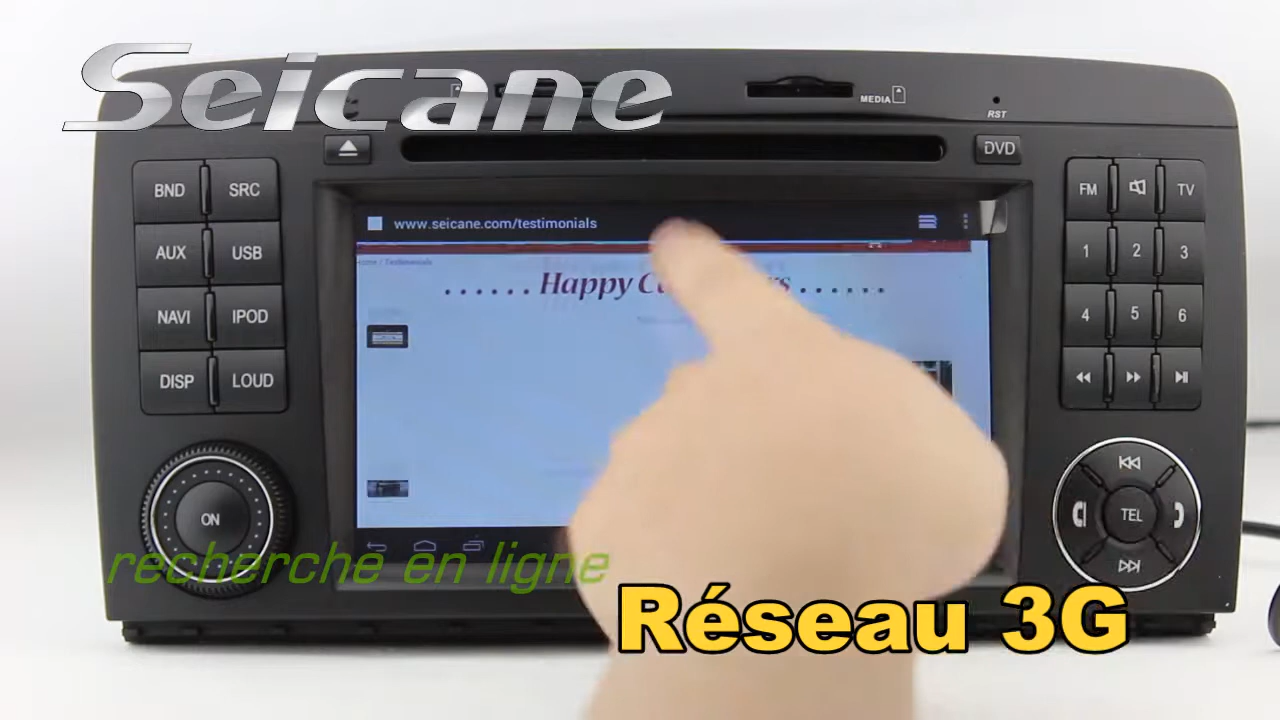 Seicane
MEDIA
RST
DVD
BND
SRC
AUX
USB
NAVI
IPOD
DISP
LOUD
ON
FM
TV
1
2
3
4
5
6
TEL
www.seicane.com/testimonials
/ Testimonials
...... Happy ......
recherche en ligne
Réseau 3G